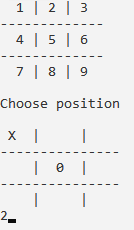 1 | 2 | 3
-------------
4 | 5 | 6
-------------
7 | 8 | 9
Choose position
X |   |
---------------
  | 0 |
---------------
  |   |
2